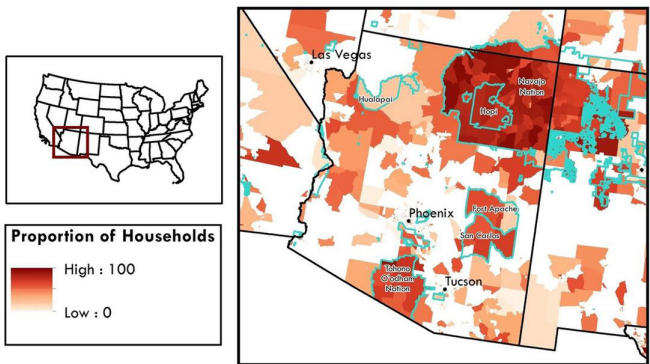 Las Vegas
Navajo
Nation
Hualapai
Hopi
Fort Apache
Phoenix
San Carlos
Tohono
O'odham
Nation
Tucson
Proportion of Households
High : 100
Low : 0